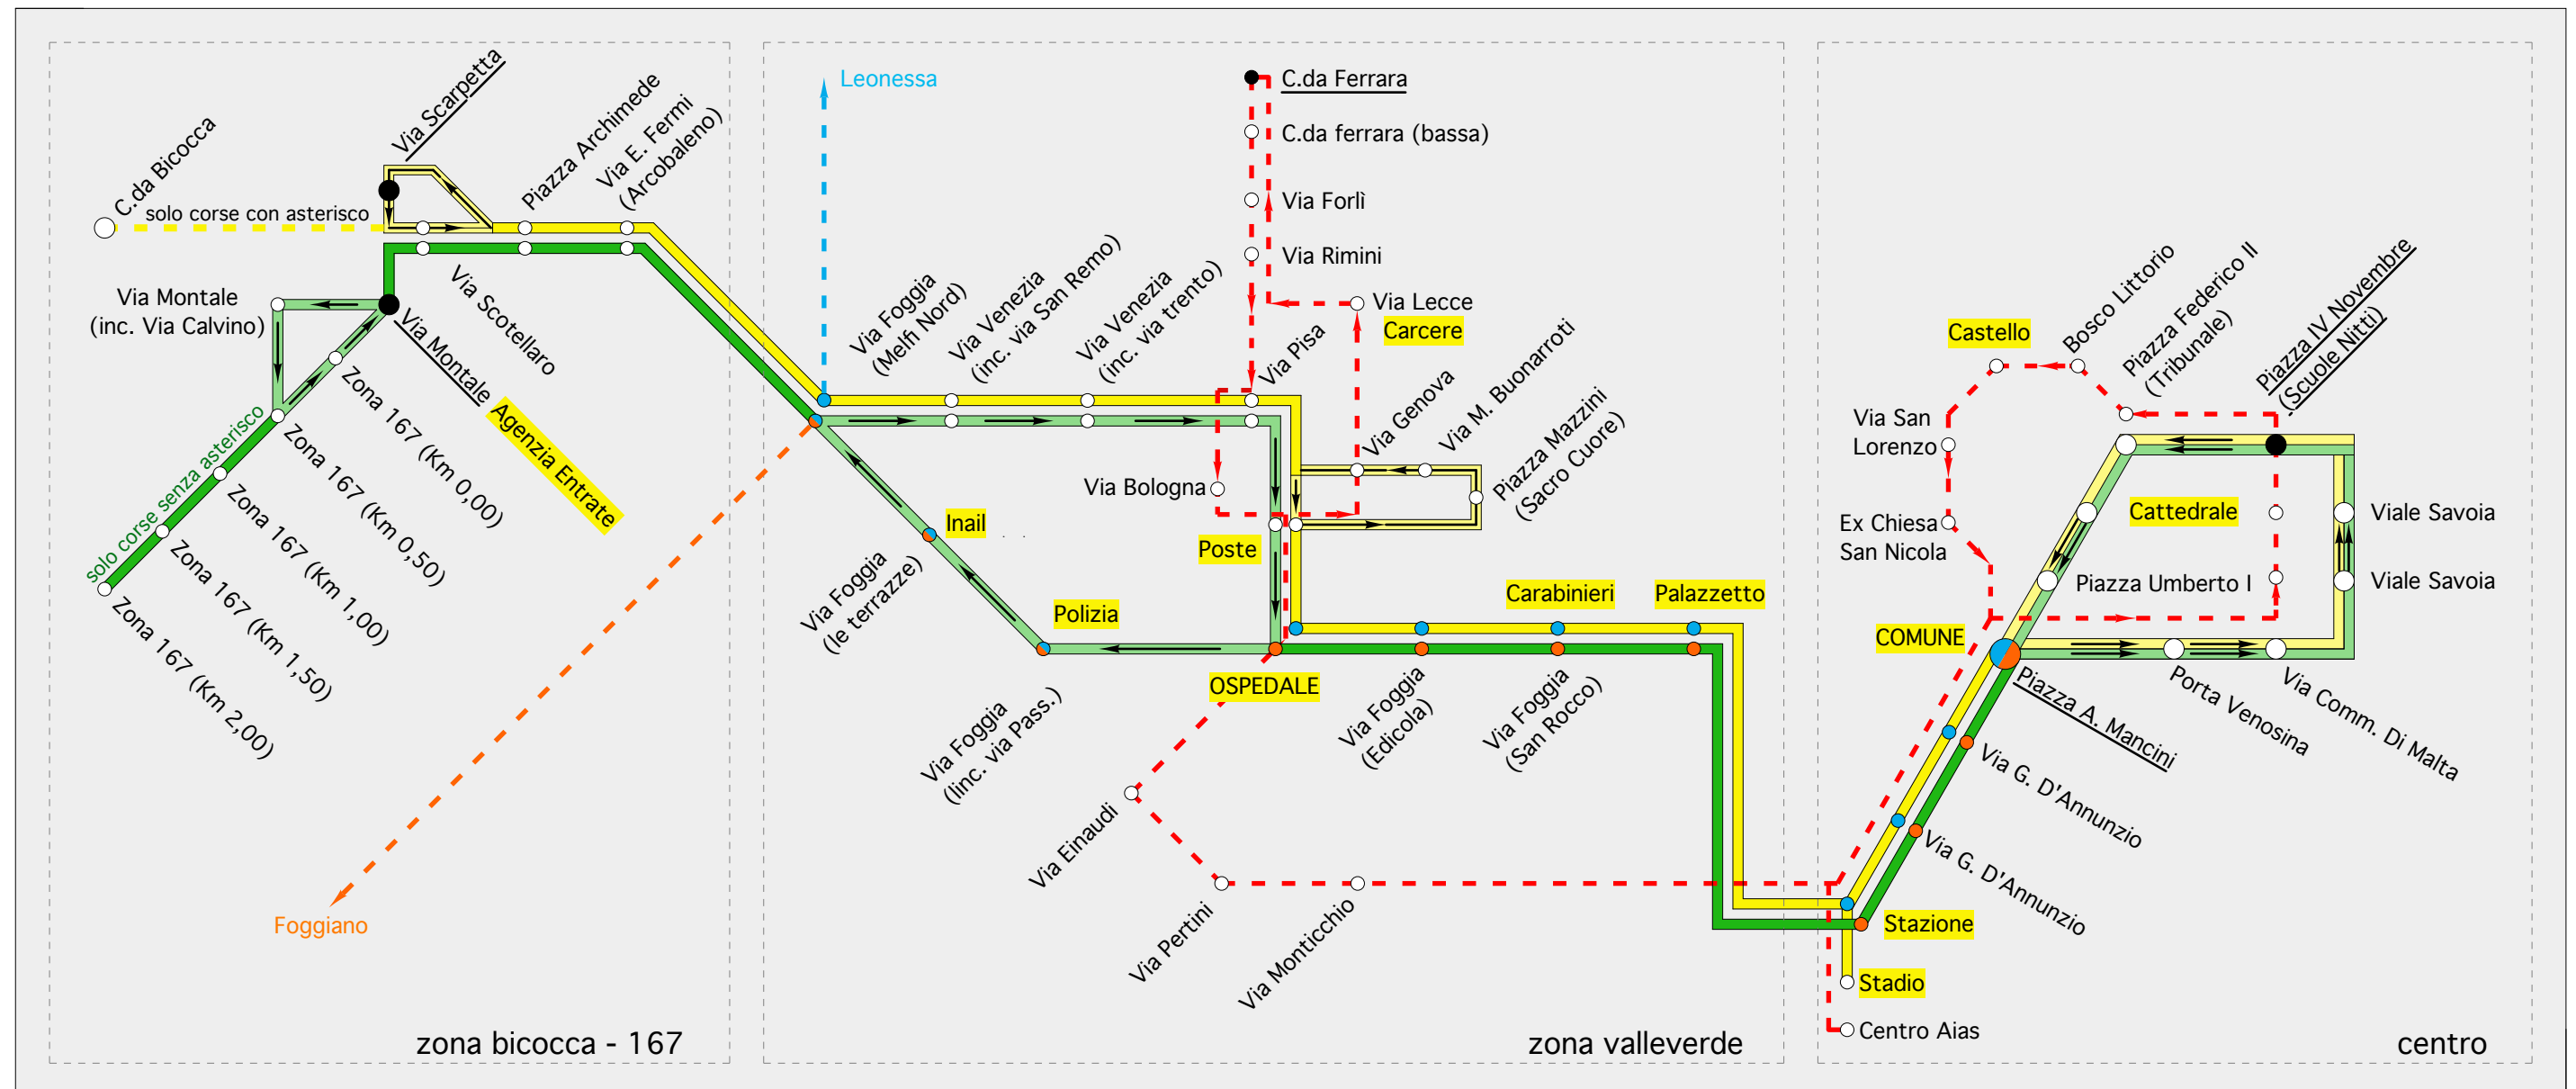 C.da Bicocca
solo corse con asterisco
Via Scarpetta
Piazza Archimede
Via E. Fermi
(Arcobaleno)
Via Montale
(inc. Via Calvino)
Via Scotellaro
Via Montale
Agenzia Entrate
solo corse senza asterisco
Zona 167 (Km 0,00)
Zona 167 (Km 0,50)
Zona 167 (Km 1,00)
Zona 167 (Km 1,50)
Zona 167 (Km 2,00)
Foggiano
zona bicocca - 167
Leonessa
C.da Ferrara
C.da ferrara (bassa)
Via Forlì
Via Rimini
Via Lecce
Carcere
Via Foggia
(Melfi Nord)
Via Venezia
(inc. via San Remo)
Via Venezia
(inc. via trento)
Via Pisa
Via Genova
Via M. Buonarroti
Piazza Mazzini
(Sacro Cuore)
Via Bologna
Poste
Inail
Via Foggia
(le terrazze)
Polizia
Via Foggia
(Iinc. via Pass.)
OSPEDALE
Carabinieri
Palazzetto
Via Foggia
(Edicola)
Via Foggia
(San Rocco)
Via Einaudi
Via Pertini
Via Monticchio
zona valleverde
Castello
Bosco Littorio
Piazza Federico II
(Tribunale)
Piazza IV Novembre
(Scuole Nitti)
Via San
Lorenzo
Ex Chiesa
San Nicola
Cattedrale
Piazza Umberto I
Viale Savoia
Viale Savoia
COMUNE
Piazza A. Mancini
Porta Venosina
Via Comm. Di Malta
Via G. D'Annunzio
Via G. D'Annunzio
Stazione
Stadio
Centro Aias
centro